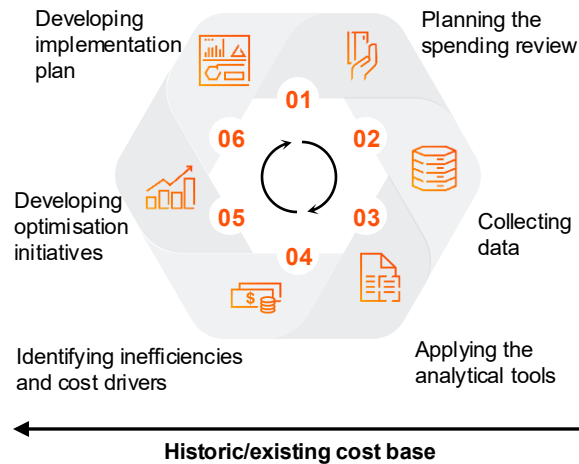 Developing
implementation
plan
Planning the
spending review
01
06
02
05
03
04
$
Developing
optimisation
initiatives
Collecting
data
Identifying inefficiencies
and cost drivers
Applying the
analytical tools
Historic/existing cost base